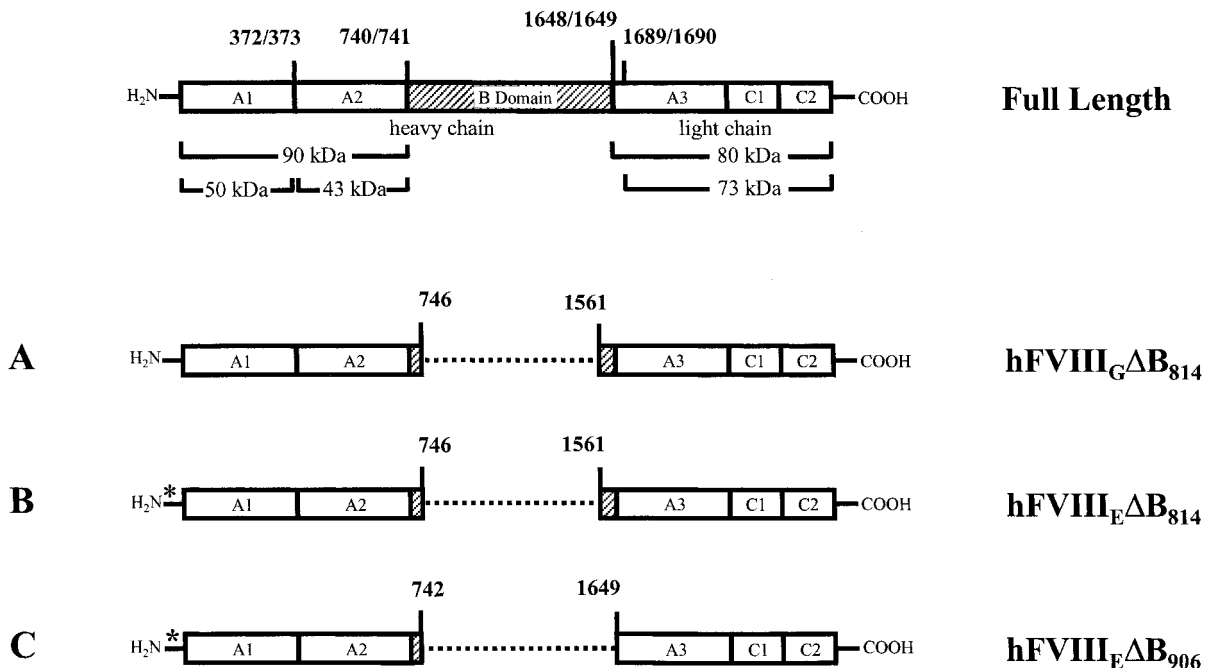 372/373 740/741 1648/1649 1689/1690
H₂N A1 A2 B Domain A3 C1 C2 COOH Full Length
heavy chain light chain
90 kDa 80 kDa
50 kDa 43 kDa 73 kDa
746 1561
A H₂N A1 A2 A3 C1 C2 COOH hFVIII_GΔB₈₁₄
746 1561
B H₂N * A1 A2 A3 C1 C2 COOH hFVIII_EΔB₈₁₄
742 1649
C H₂N * A1 A2 A3 C1 C2 COOH hFVIII_EΔB₉₀₆